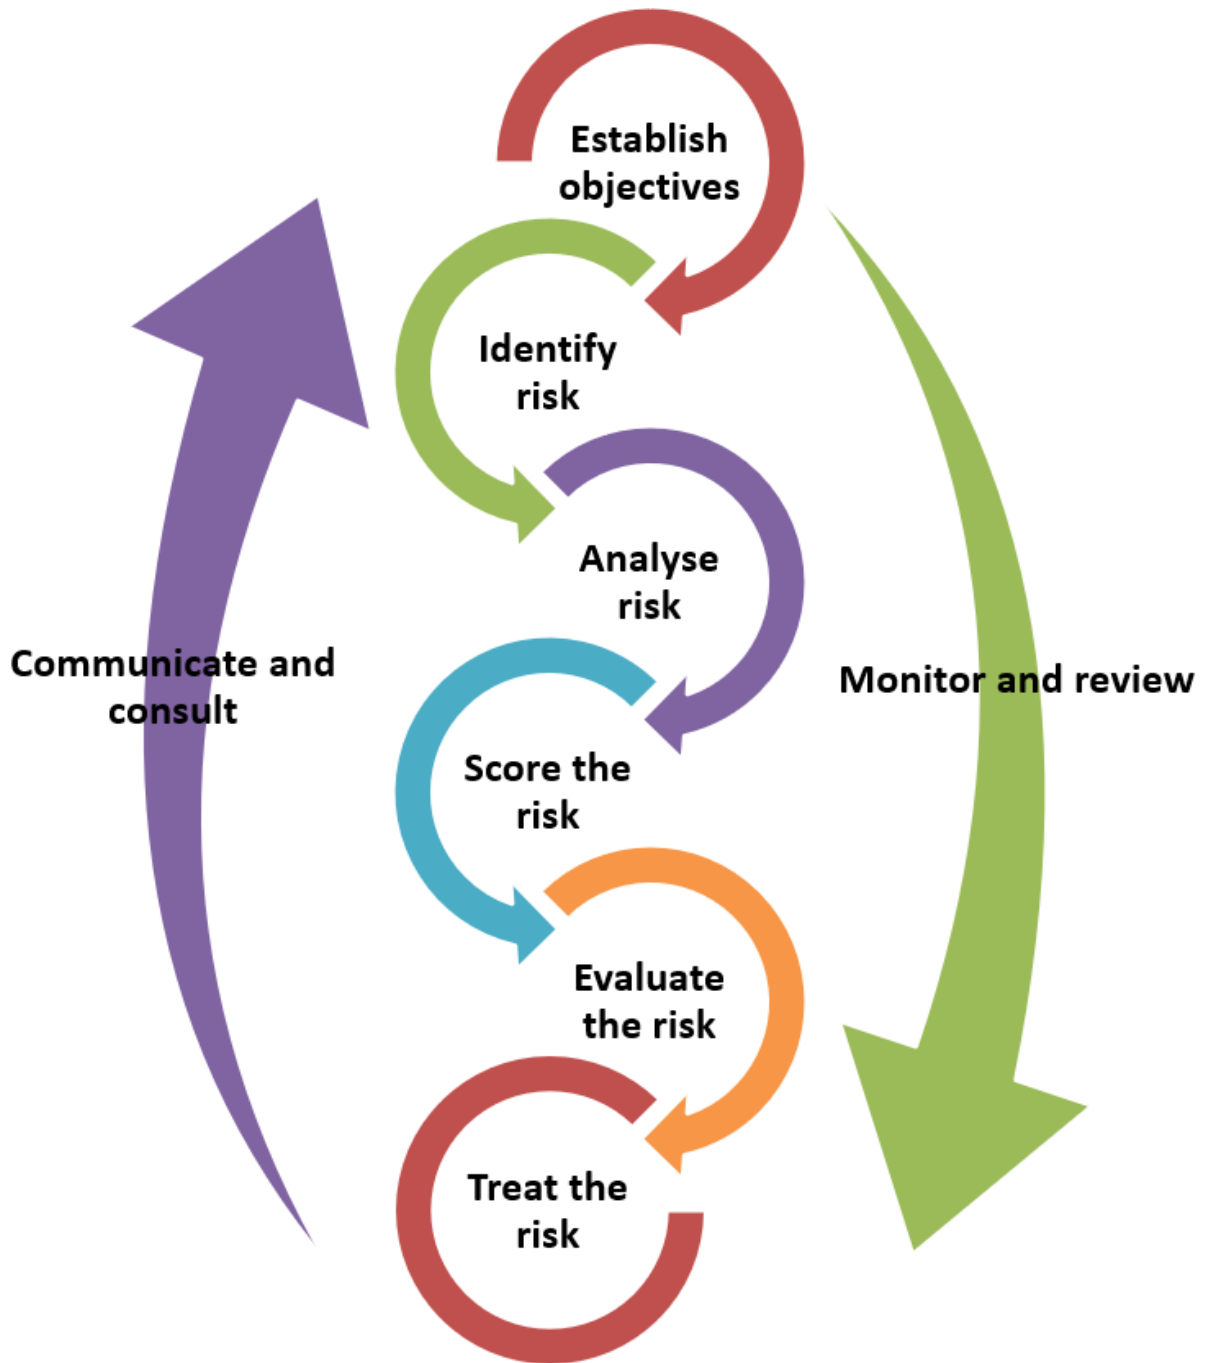 Establish
objectives
Identify
risk
Analyse
risk
Communicate and
consult
Monitor and review
Score the
risk
Evaluate
the risk
Treat the
risk